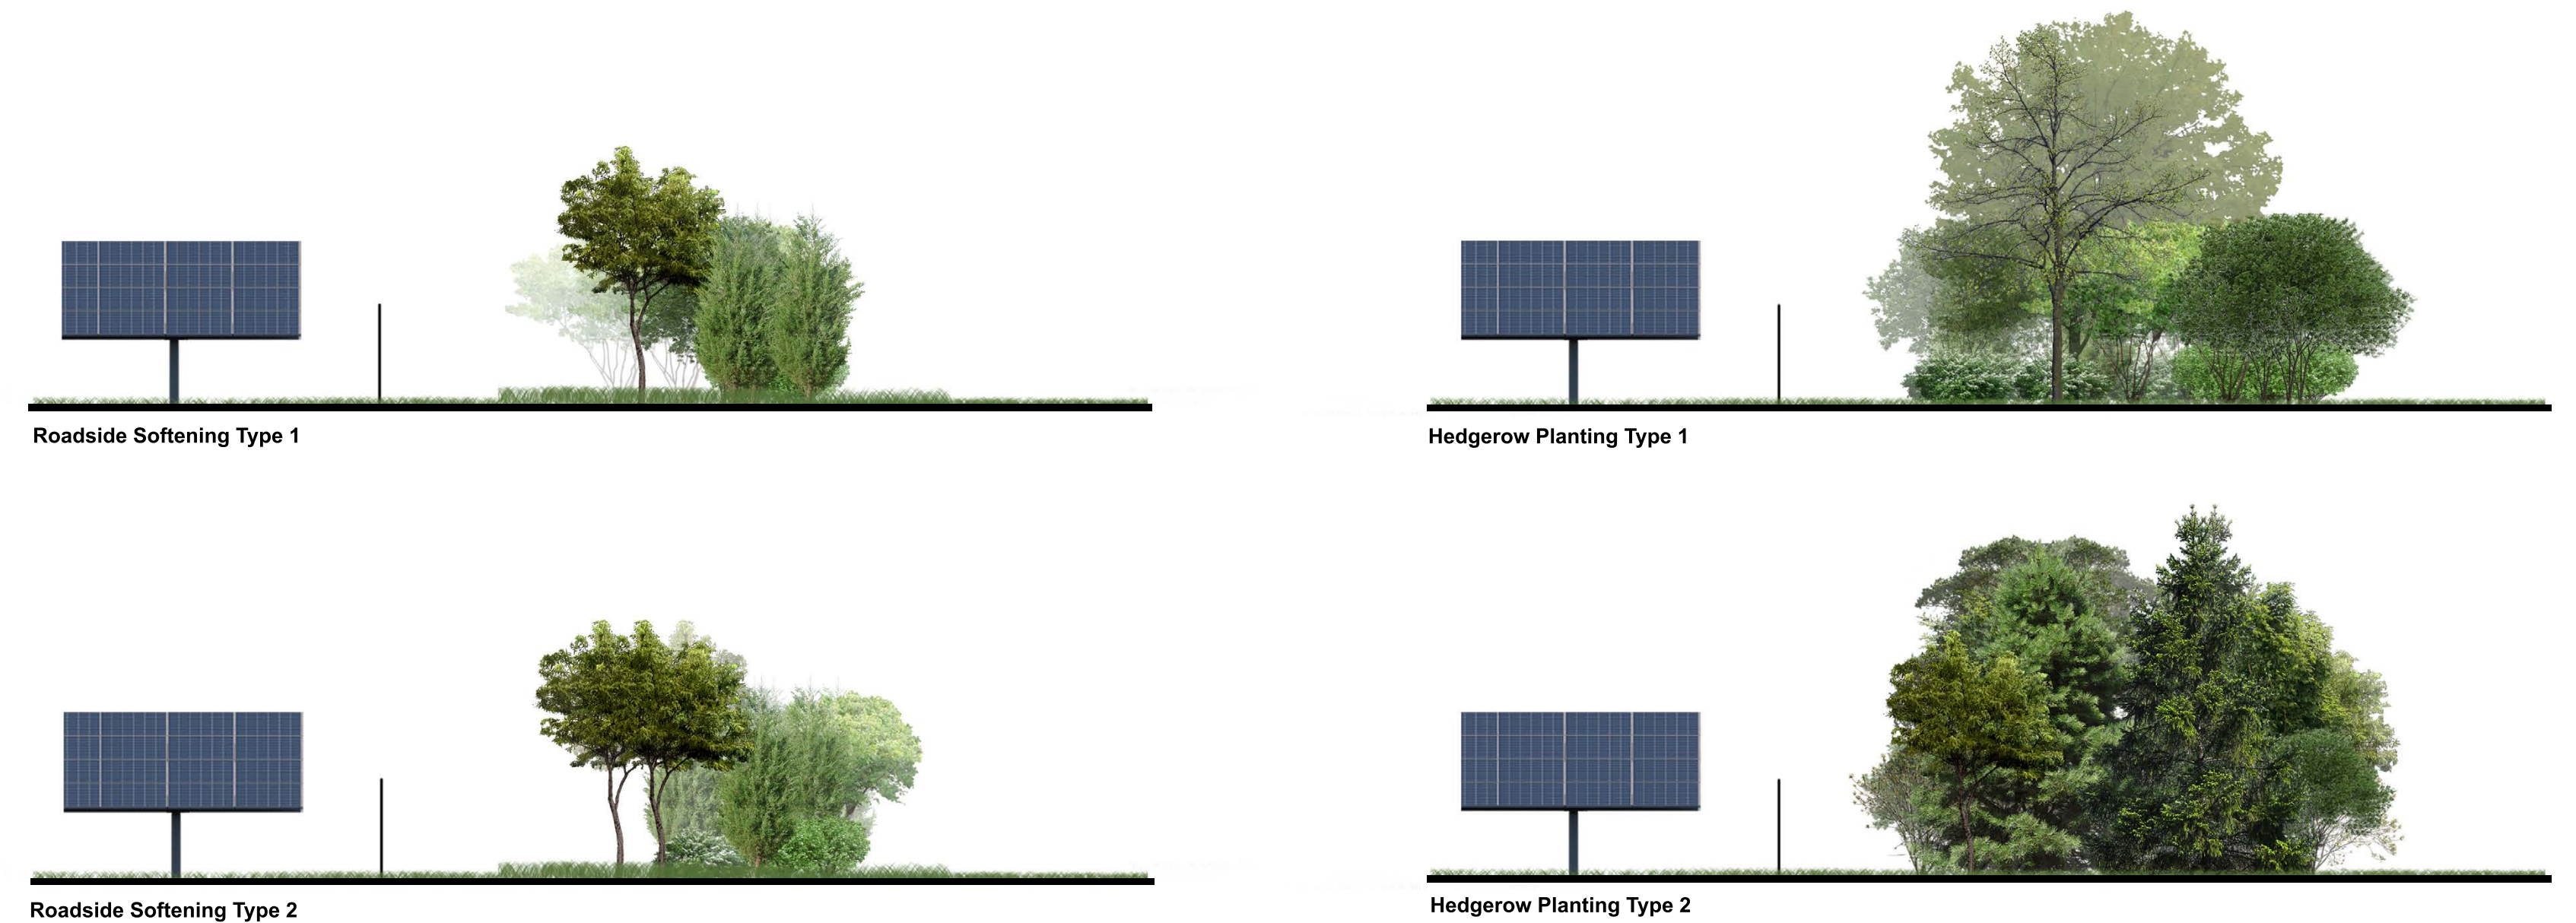 Roadside Softening Type 1
Hedgerow Planting Type 1
Roadside Softening Type 2
Hedgerow Planting Type 2